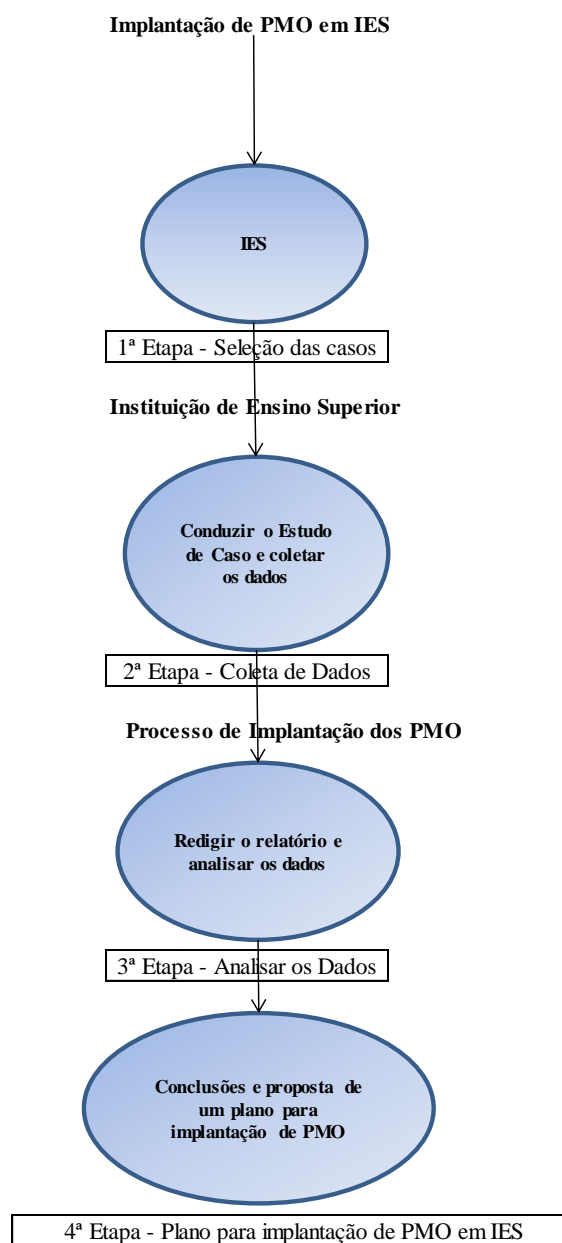 Implantação de PMO em IES
IES
1ª Etapa - Seleção das casos
Instituição de Ensino Superior
Conduzir o Estudo
de Caso e coletar
os dados
2ª Etapa - Coleta de Dados
Processo de Implantação dos PMO
Redigir o relatório e
analisar os dados
3ª Etapa - Analisar os Dados
Conclusões e proposta de
um plano para
implantação de PMO
4ª Etapa - Plano para implantação de PMO em IES